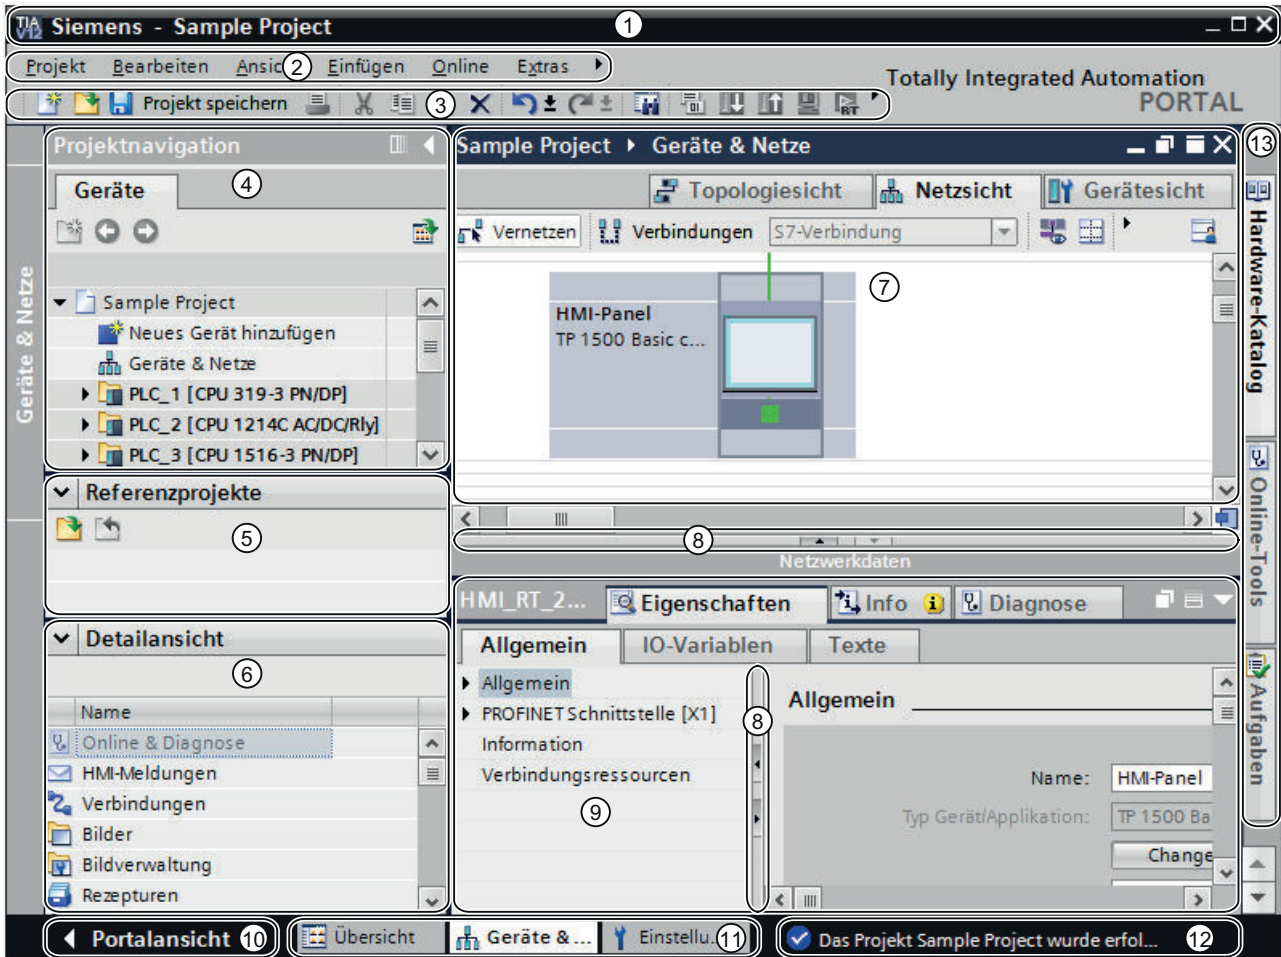 TIA V12 Siemens - Sample Project 1
Projekt Bearbeiten Ansic 2 Einfügen Online Extras
Totally Integrated Automation
PORTAL
Projekt speichern 3
Geräte & Netze
Projektnavigation
4
Geräte
Sample Project
Neues Gerät hinzufügen
Geräte & Netze
PLC_1 [CPU 319-3 PN/DP]
PLC_2 [CPU 1214C AC/DC/Rly]
PLC_3 [CPU 1516-3 PN/DP]
Referenzprojekte
5
Detailansicht
6
Name
Online & Diagnose
HMI-Meldungen
Verbindungen
Bilder
Bildverwaltung
Rezepturen
Sample Project Geräte & Netze
Topologiesicht Netzsicht Gerätesicht
Vernetzen Verbindungen S7-Verbindung
7
HMI-Panel
TP 1500 Basic c...
8
Netzwerkdaten
HMI_RT_2... Eigenschaften Info Diagnose
Allgemein IO-Variablen Texte
Allgemein
PROFINET Schnittstelle [X1]
Information
Verbindungsressourcen
9
8
Allgemein
Name: HMI-Panel
Typ Gerät/Applikation: TP 1500 Ba
Change
13
Hardware-Katalog
Online-Tools
Aufgaben
Portalansicht 10
Übersicht Geräte & ... Einstellu... 11
Das Projekt Sample Project wurde erfol... 12